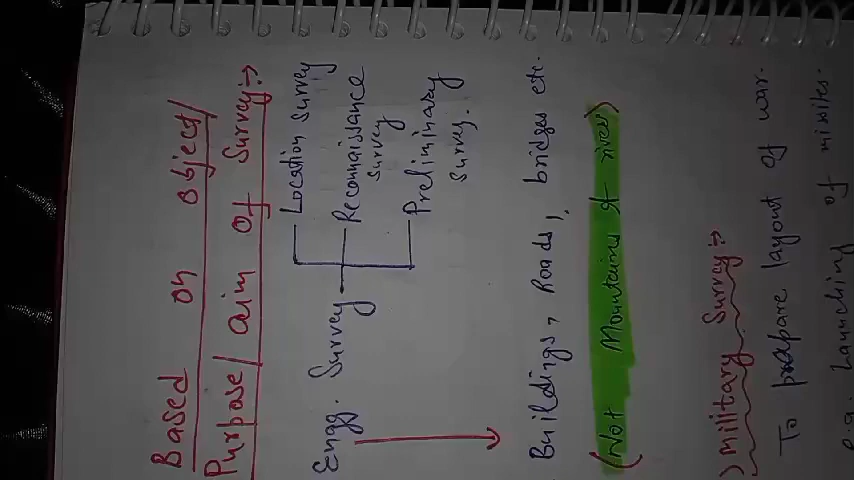 Based on object/
Purpose/ aim of Survey:→
Location Survey
Engg. Survey
Reconnaissance
Survey
Preliminary
Survey.
Buildings, Roads, bridges etc.
(Not Mountains & river)
) Military Survey:→
To prepare layout of war.
e.g. Launching of missiles.